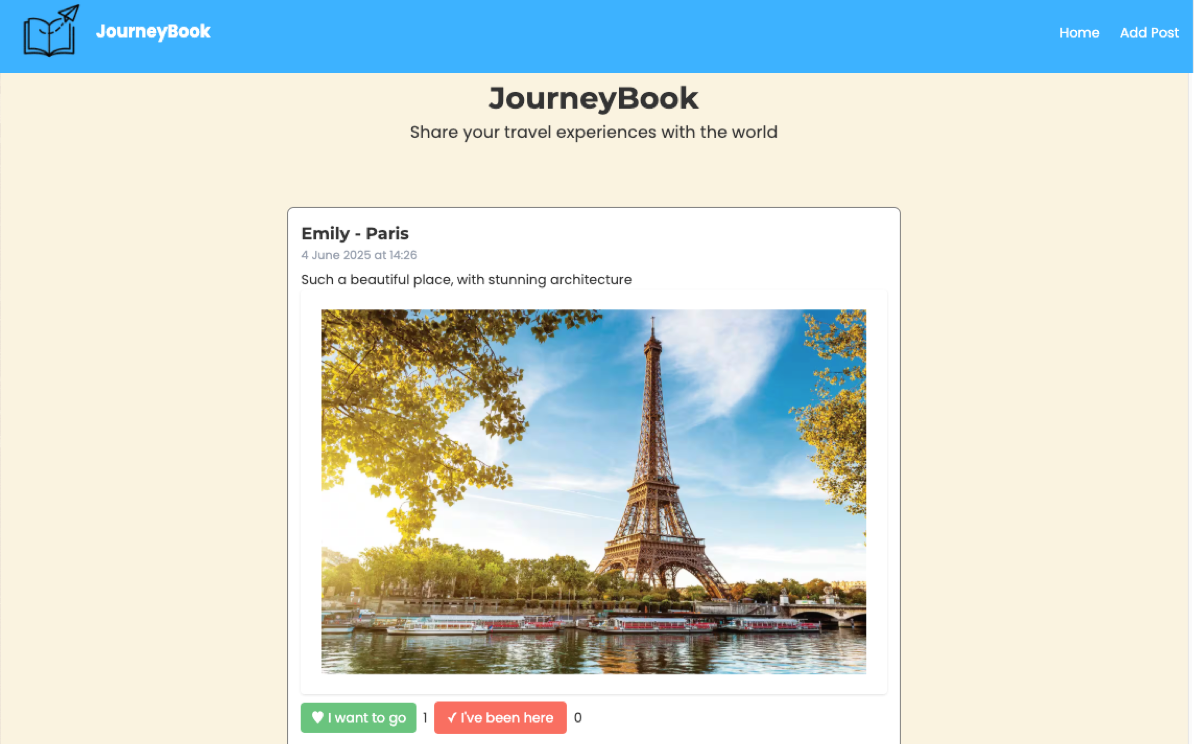 JourneyBook
Home Add Post
JourneyBook
Share your travel experiences with the world
Emily - Paris
4 June 2025 at 14:26
Such a beautiful place, with stunning architecture
♥ I want to go 1 ✓ I've been here 0